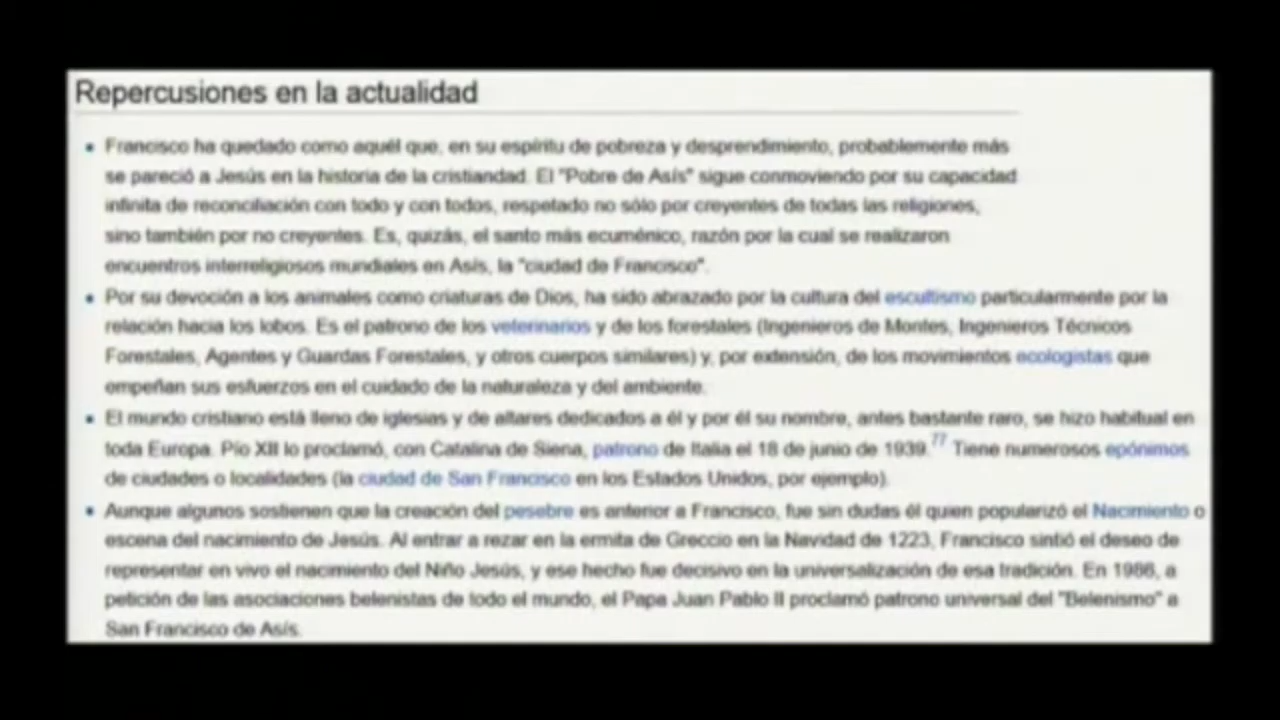 Repercusiones en la actualidad
Francisco ha quedado como aquél que, en su espíritu de pobreza y desprendimiento, probablemente más
se pareció a Jesús en la historia de la cristiandad. El "Pobre de Asís" sigue conmoviendo por su capacidad
infinita de reconciliación con todo y con todos, respetado no sólo por creyentes de todas las religiones,
sino también por no creyentes. Es, quizás, el santo más ecuménico, razón por la cual se realizaron
encuentros interreligiosos mundiales en Asís, la "ciudad de Francisco".
Por su devoción a los animales como criaturas de Dios, ha sido abrazado por la cultura del escultismo particularmente por la
relación hacia los lobos. Es el patrono de los veterinarios y de los forestales (Ingenieros de Montes, Ingenieros Técnicos
Forestales, Agentes y Guardas Forestales, y otros cuerpos similares) y, por extensión, de los movimientos ecologistas que
empeñan sus esfuerzos en el cuidado de la naturaleza y del ambiente.
El mundo cristiano está lleno de iglesias y de altares dedicados a él y por él su nombre, antes bastante raro, se hizo habitual en
toda Europa. Pío XII lo proclamó, con Catalina de Siena, patrono de Italia el 18 de junio de 1939.77 Tiene numerosos epónimos
de ciudades o localidades (la ciudad de San Francisco en los Estados Unidos, por ejemplo).
Aunque algunos sostienen que la creación del pesebre es anterior a Francisco, fue sin dudas él quien popularizó el Nacimiento o
escena del nacimiento de Jesús. Al entrar a rezar en la ermita de Greccio en la Navidad de 1223, Francisco sintió el deseo de
representar en vivo el nacimiento del Niño Jesús, y ese hecho fue decisivo en la universalización de esa tradición. En 1986, a
petición de las asociaciones belenistas de todo el mundo, el Papa Juan Pablo II proclamó patrono universal del "Belenismo" a
San Francisco de Asís.